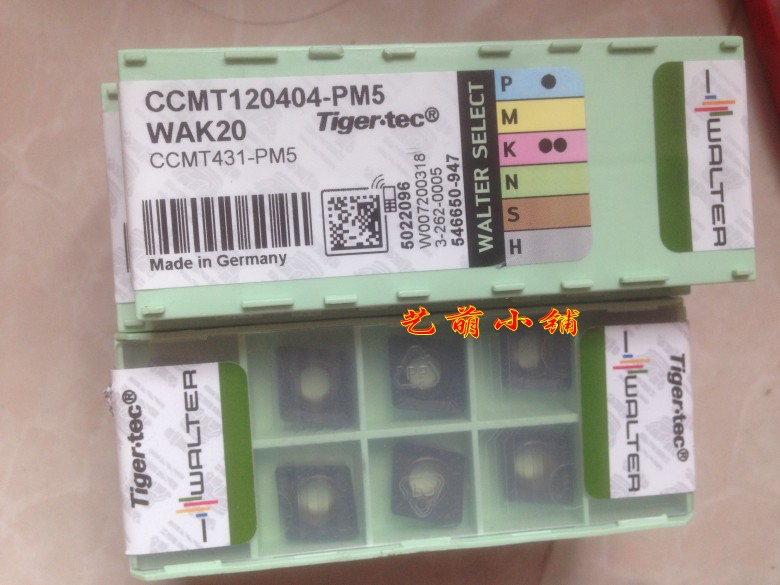 CCMT120404-PM5
WAK20 Tiger·tec®
CCMT431-PM5
Made in Germany
5022096
W007200318
3-262-0005
546650-947
WALTER SELECT
P
M
K
N
S
H
WALTER
艺萌小铺
Tiger·tec®
WALTER
WALTER
Tiger·tec®